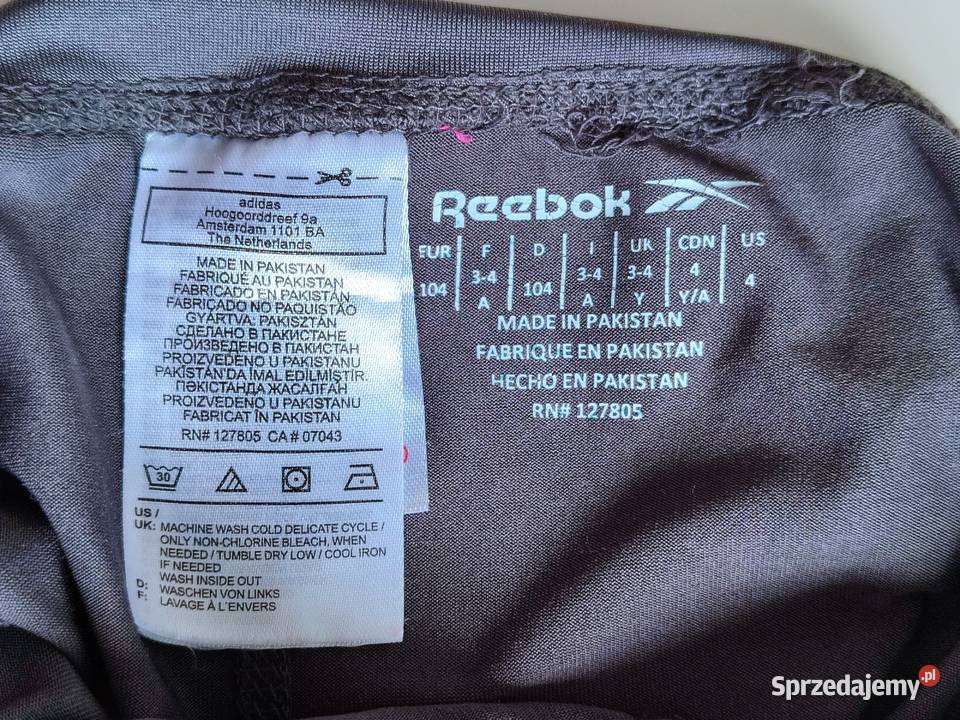 adidas
Hoogoorddreef 9a
Amsterdam 1101 BA
The Netherlands
MADE IN PAKISTAN
FABRIQUÉ AU PAKISTAN
FABRICADO EN PAKISTÁN
FABRICADO NO PAQUISTÃO
GYÁRTVA: PAKISZTÁN
СДЕЛАНО В ПАКИСТАНЕ
ПРОИЗВЕДЕНО В ПАКИСТАН
PROIZVEDENO U PAKISTANU
PAKİSTAN'DA İMAL EDİLMİŞTİR.
ПӘКІСТАНДА ЖАСАЛҒАН
PROIZVEDENO U PAKISTANU
FABRICAT ÎN PAKISTAN
RN# 127805 CA# 07043
30
US /
UK: MACHINE WASH COLD DELICATE CYCLE /
ONLY NON-CHLORINE BLEACH, WHEN
NEEDED / TUMBLE DRY LOW / COOL IRON
IF NEEDED
WASH INSIDE OUT
D: WASCHEN VON LINKS
F: LAVAGE À L'ENVERS
Reebok
EUR F D I UK CDN US
104 3-4 A 104 3-4 A 3-4 Y 4 Y/A 4
MADE IN PAKISTAN
FABRIQUE EN PAKISTAN
HECHO EN PAKISTAN
RN# 127805
Sprzedajemy.pl